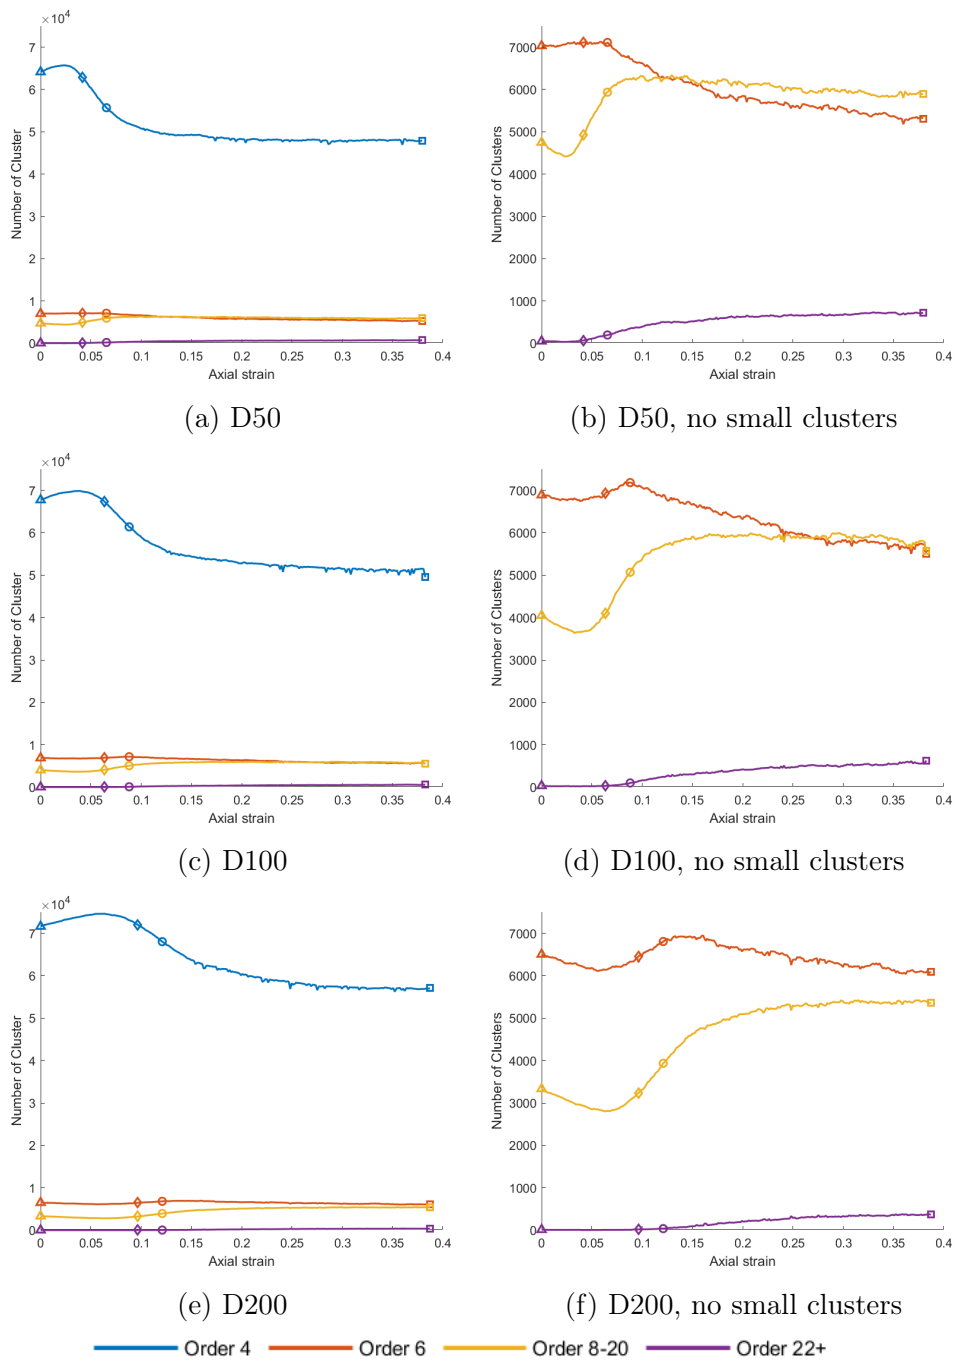 ×10⁴
7
6
5
4
3
2
1
0
0 0.05 0.1 0.15 0.2 0.25 0.3 0.35 0.4
Number of Cluster
Axial strain
(a) D50
7000
6000
5000
4000
3000
2000
1000
0
0 0.05 0.1 0.15 0.2 0.25 0.3 0.35 0.4
Number of Clusters
Axial strain
(b) D50, no small clusters
×10⁴
7
6
5
4
3
2
1
0
0 0.05 0.1 0.15 0.2 0.25 0.3 0.35 0.4
Number of Cluster
Axial strain
(c) D100
7000
6000
5000
4000
3000
2000
1000
0
0 0.05 0.1 0.15 0.2 0.25 0.3 0.35 0.4
Number of Clusters
Axial strain
(d) D100, no small clusters
×10⁴
7
6
5
4
3
2
1
0
0 0.05 0.1 0.15 0.2 0.25 0.3 0.35 0.4
Number of Cluster
Axial strain
(e) D200
7000
6000
5000
4000
3000
2000
1000
0
0 0.05 0.1 0.15 0.2 0.25 0.3 0.35 0.4
Number of Clusters
Axial strain
(f) D200, no small clusters
Order 4 Order 6 Order 8-20 Order 22+